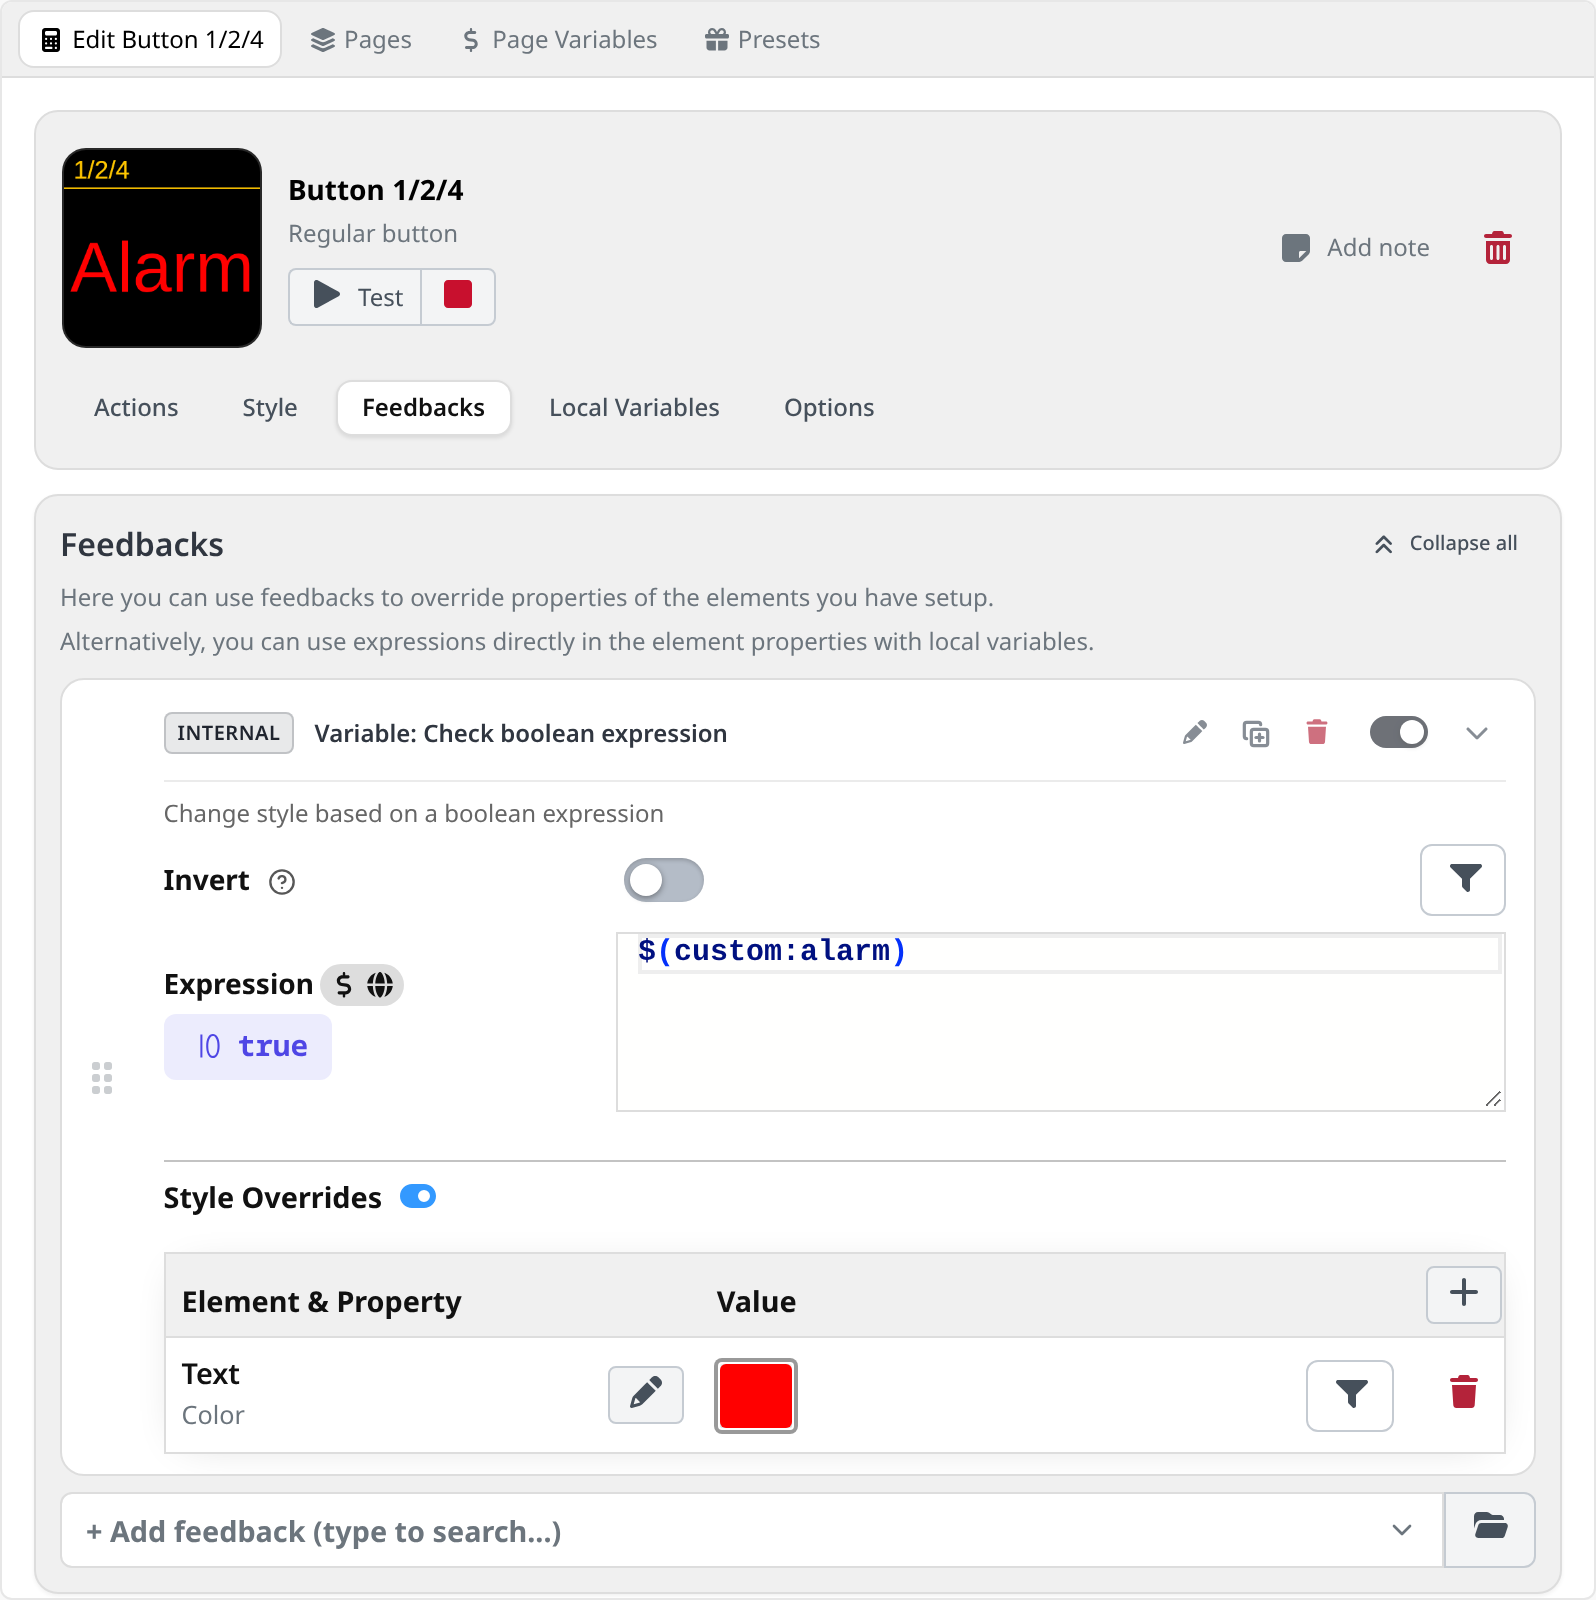 Edit Button 1/2/4 Pages $ Page Variables Presets
1/2/4
Alarm
Button 1/2/4
Regular button
Test
Add note
Actions Style Feedbacks Local Variables Options
Feedbacks
Collapse all
Here you can use feedbacks to override properties of the elements you have setup.
Alternatively, you can use expressions directly in the element properties with local variables.
INTERNAL Variable: Check boolean expression
Change style based on a boolean expression
Invert
$(custom:alarm)
Expression $
true
Style Overrides
Element & Property Value
Text
Color
+ Add feedback (type to search...)